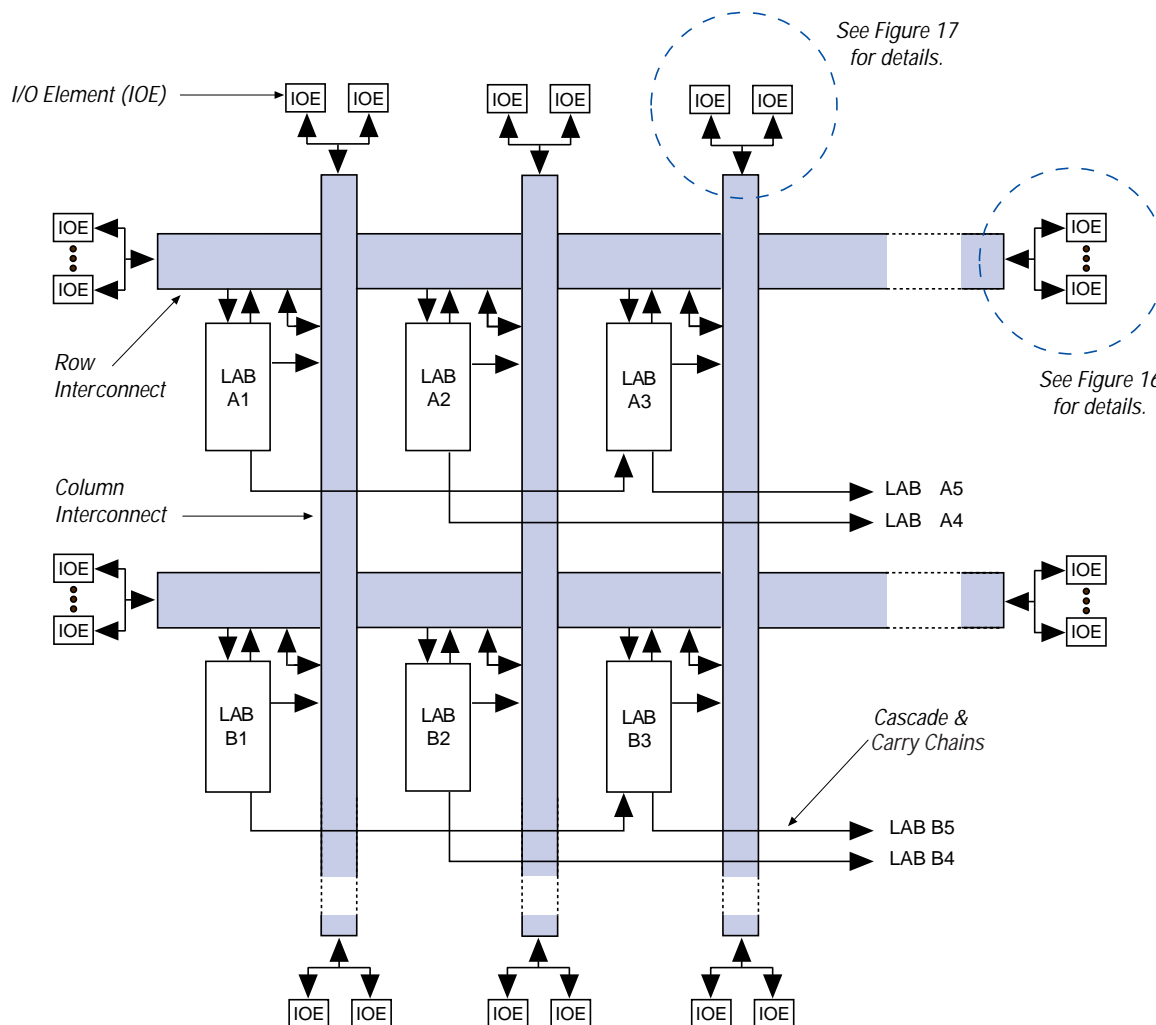 See Figure 17
for details.
I/O Element (IOE)
IOE IOE IOE IOE IOE IOE
IOE IOE
IOE IOE
Row
Interconnect
LAB
A1
LAB
A2
LAB
A3
See Figure 16
for details.
Column
Interconnect
LAB A5
LAB A4
IOE IOE
IOE IOE
LAB
B1
LAB
B2
LAB
B3
Cascade &
Carry Chains
LAB B5
LAB B4
IOE IOE IOE IOE IOE IOE